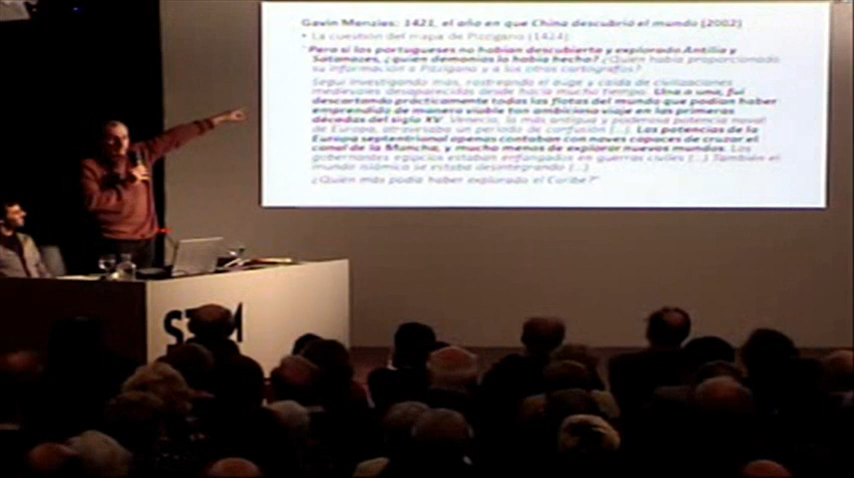 Gavin Menzies: 1421, el año en que China descubrió el mundo (2002)
• La cuestión del mapa de Pizzigano (1424):
"Pero si los portugueses no habían descubierto y explorado Antilia y
Satanazes, ¿quién demonios lo había hecho? ¿Quién había proporcionado
su información a Pizzigano y a los otros cartógrafos?
Seguí investigando más, rastreando el auge y caída de civilizaciones
medievales desaparecidas desde hacía mucho tiempo. Uno a uno, fui
descartando prácticamente todas las flotas del mundo que podían haber
emprendido de manera viable tan ambicioso viaje en las primeras
décadas del siglo XV. Venecia, la más antigua y poderosa potencia naval
de Europa, atravesaba un período de confusión [...]. Las potencias de la
Europa septentrional apenas contaban con naves capaces de cruzar el
canal de la Mancha, y mucho menos de explorar nuevos mundos. Los
gobernantes egipcios estaban enfangados en guerras civiles [...] También el
mundo islámico se estaba desintegrando [...]
¿Quién más podía haber explorado el Caribe?"